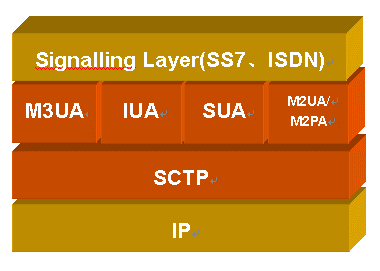 Signalling Layer(SS7、ISDN)
M3UA IUA SUA M2UA/
M2PA
SCTP
IP